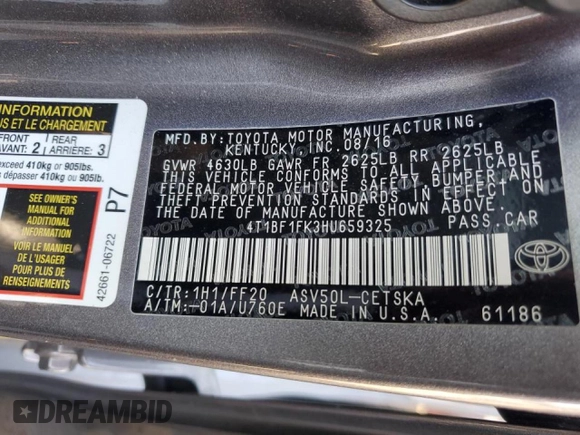 INFORMATION
US ET LE CHARGEMENT
FRONT
AVANT: 2
REAR
ARRIÈRE: 3
exceed 410kg or 905lbs.
s dépasser 410kg ou 905lbs.
SEE OWNER'S
MANUAL FOR
ADDITIONAL
INFORMATION
VOIR LE MANUEL
DE L'USAGER
POUR PLUS DE
RENSEIGNEMENTS
P7
42661-06722
MFD. BY: TOYOTA MOTOR MANUFACTURING,
KENTUCKY, INC. 08/16
GVWR 4630LB GAWR FR 2625LB RR 2625LB
THIS VEHICLE CONFORMS TO ALL APPLICABLE
FEDERAL MOTOR VEHICLE SAFETY, BUMPER, AND
THEFT PREVENTION STANDARDS IN EFFECT ON
THE DATE OF MANUFACTURE SHOWN ABOVE.
4T1BF1FK3HU659325 PASS. CAR
C/TR: 1H1/FF20 ASV50L-CETSKA
A/TM: -01A/U760E MADE IN U.S.A. 61186
TOYOTA
DREAMBID